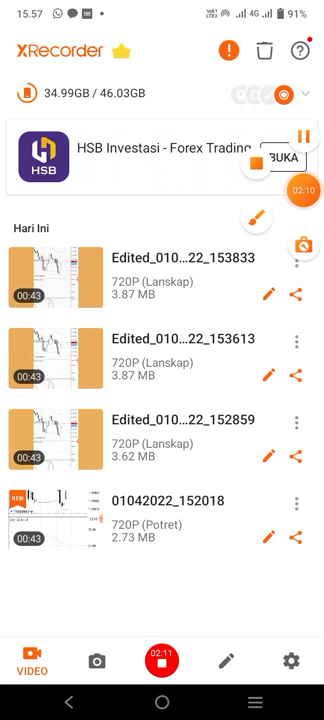 15.57
4G
91%
XRecorder
34.99GB / 46.03GB
HSB Investasi - Forex Trading
BUKA
HSB
02:10
Hari Ini
Edited_010...22_153833
720P (Lanskap)
3.87 MB
00:43
Edited_010...22_153613
720P (Lanskap)
3.87 MB
00:43
Edited_010...22_152859
720P (Lanskap)
3.62 MB
00:43
NEW
01042022_152018
720P (Potret)
2.73 MB
00:43
02:11
VIDEO